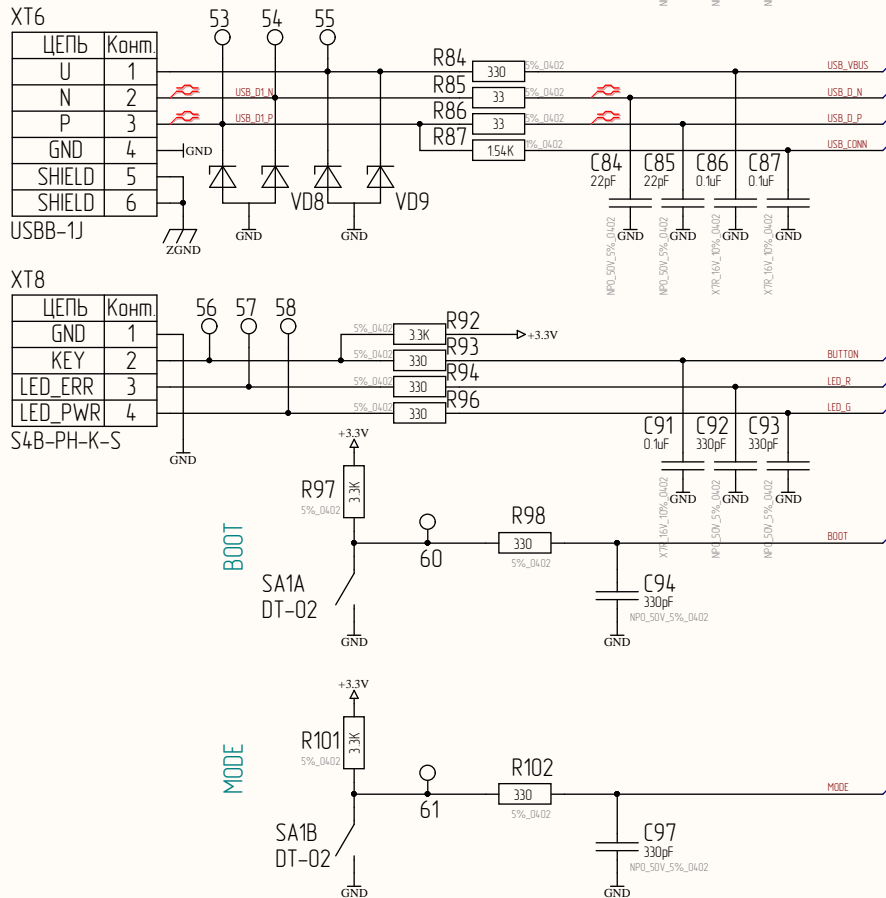 XT6
ЦЕПЬ Конт.
U 1
N 2
P 3
GND 4
SHIELD 5
SHIELD 6
USBB-1J
53 54 55
USB_D1_N
USB_D1_P
GND
ZGND
VD8
VD9
GND
GND
R84
330
5%_0402
R85
33
5%_0402
R86
33
5%_0402
R87
1.54K
1%_0402
USB_VBUS
USB_D_N
USB_D_P
USB_CONN
C84
22pF
NP0_50V_5%_0402
GND
C85
22pF
NP0_50V_5%_0402
GND
C86
0.1uF
X7R_16V_10%_0402
GND
C87
0.1uF
X7R_16V_10%_0402
GND
XT8
ЦЕПЬ Конт.
GND 1
KEY 2
LED_ERR 3
LED_PWR 4
S4B-PH-K-S
GND
56 57 58
5%_0402
3.3K
R92
+3.3V
5%_0402
330
R93
5%_0402
330
R94
5%_0402
330
R96
BUTTON
LED_R
LED_G
C91
0.1uF
X7R_16V_10%_0402
GND
C92
330pF
NP0_50V_5%_0402
GND
C93
330pF
NP0_50V_5%_0402
GND
BOOT
+3.3V
R97
5%_0402
3.3K
60
R98
330
5%_0402
BOOT
SA1A
DT-02
GND
C94
330pF
NP0_50V_5%_0402
GND
MODE
+3.3V
R101
5%_0402
3.3K
61
R102
330
5%_0402
MODE
SA1B
DT-02
GND
C97
330pF
NP0_50V_5%_0402
GND